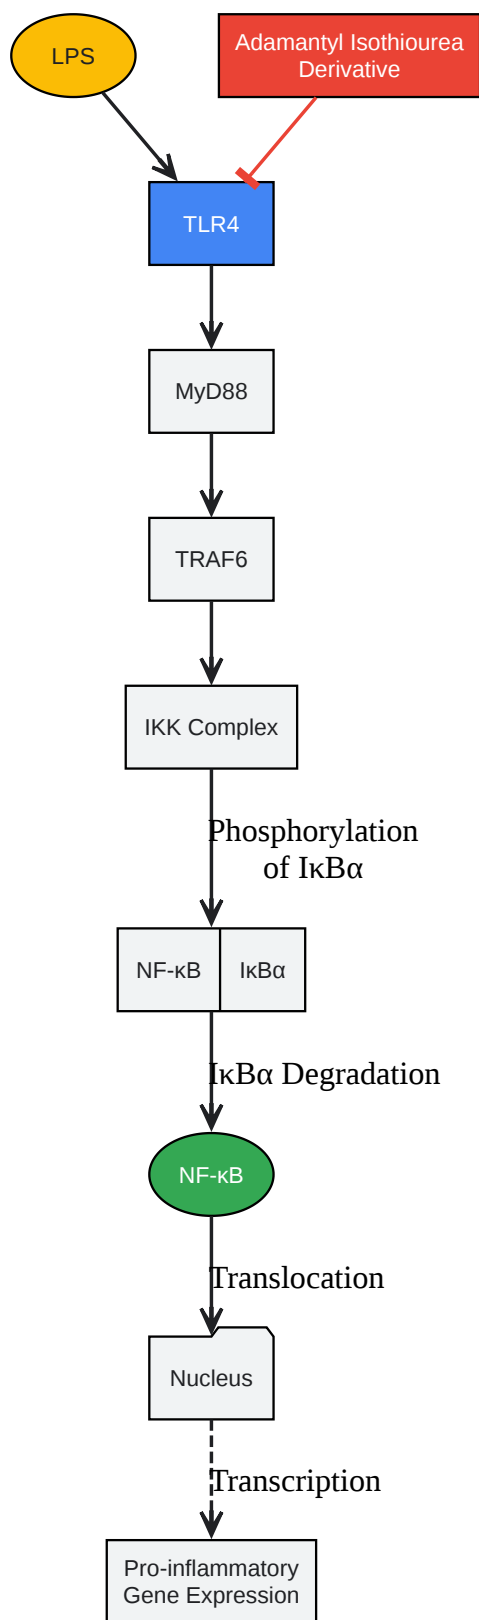 LPS
Adamantyl Isothiourea
Derivative
TLR4
MyD88
TRAF6
IKK Complex
Phosphorylation
of IκBα
NF-κB
IκBα
IκBα Degradation
NF-κB
Translocation
Nucleus
Transcription
Pro-inflammatory
Gene Expression